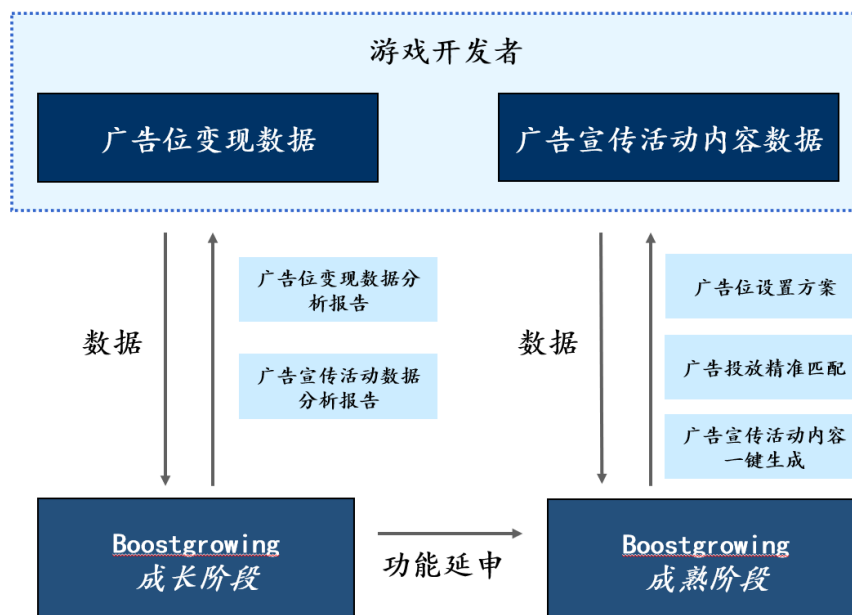 游戏开发者
广告位变现数据
广告宣传活动内容数据
数据
广告位变现数据分
析报告
广告宣传活动数据
分析报告
数据
广告位设置方案
广告投放精准匹配
广告宣传活动内容
一键生成
Boostgrowing
成长阶段
功能延申
Boostgrowing
成熟阶段